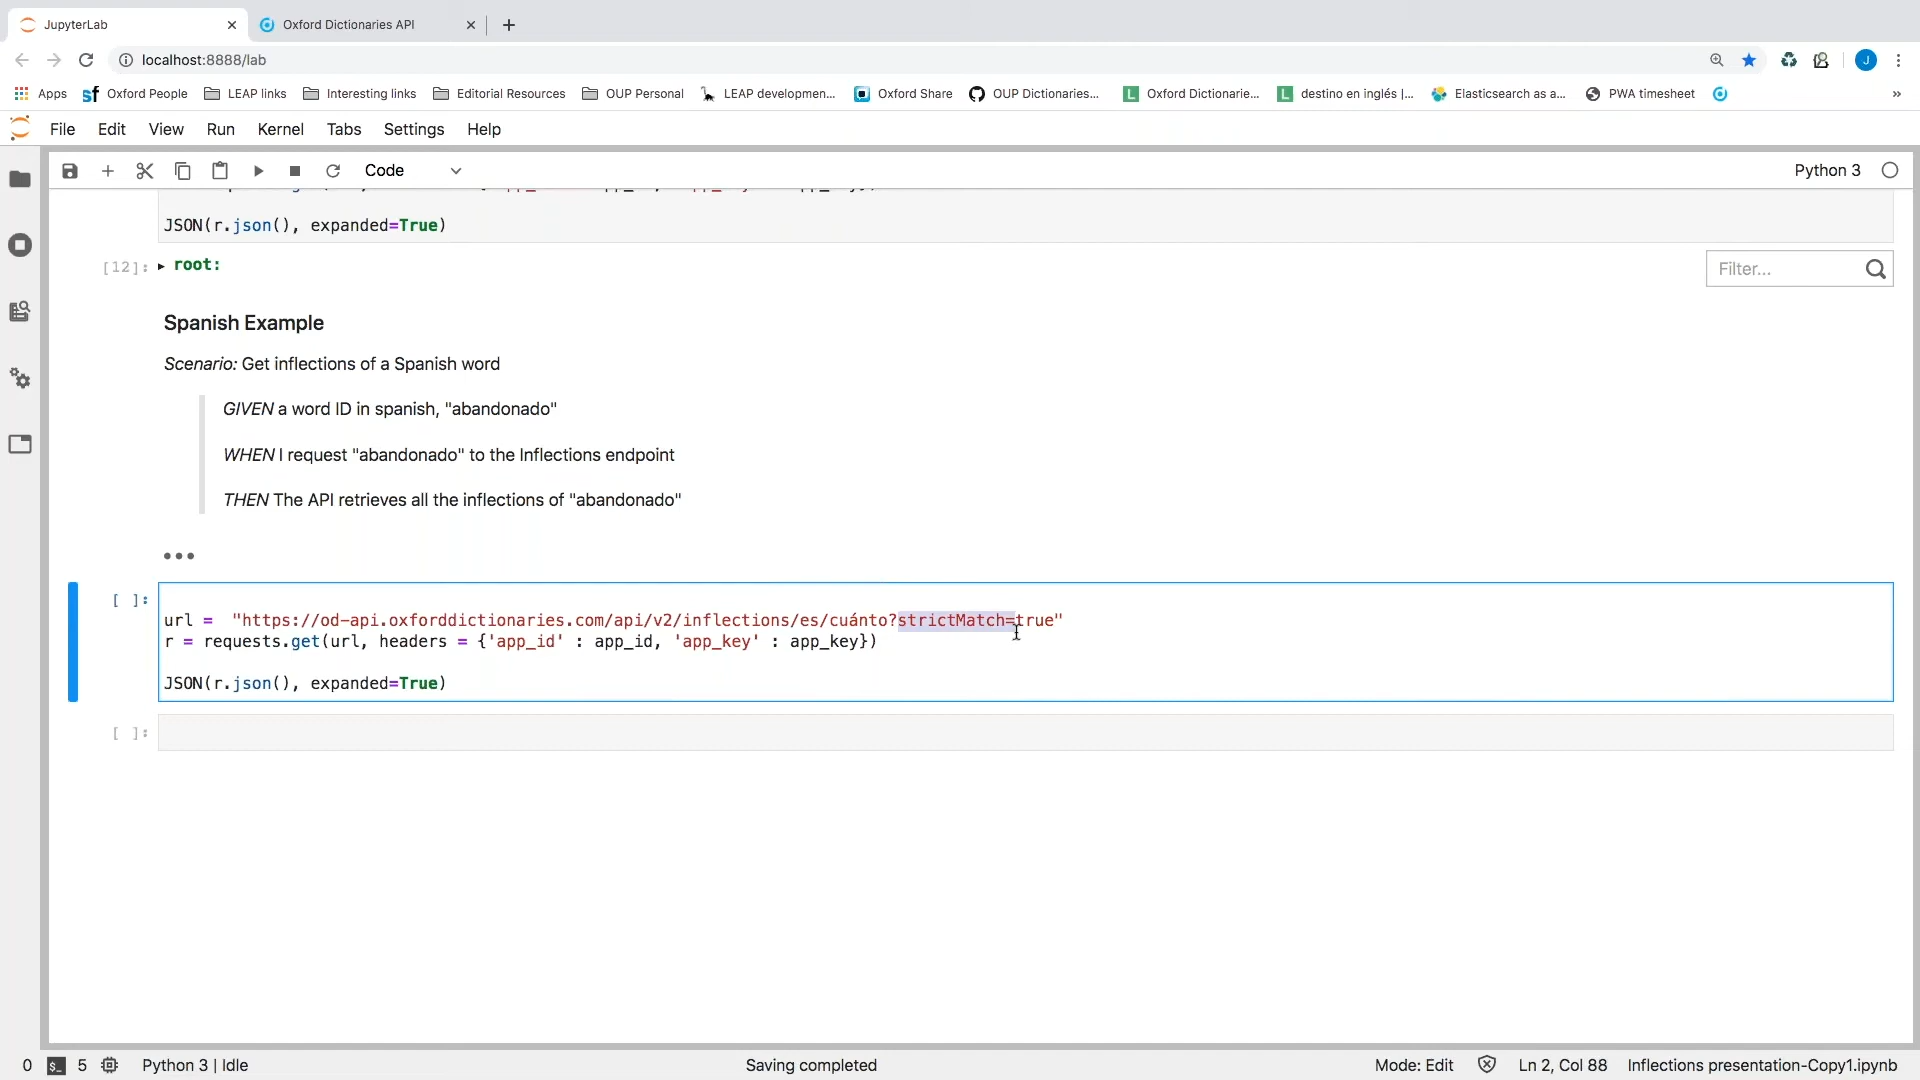 JupyterLab
Oxford Dictionaries API
localhost:8888/lab
J
Apps
Oxford People
LEAP links
Interesting links
Editorial Resources
OUP Personal
LEAP developmen...
Oxford Share
OUP Dictionaries...
L
Oxford Dictionarie...
L
destino en inglés |...
Elasticsearch as a...
PWA timesheet
»
File Edit View Run Kernel Tabs Settings Help
Code
Python 3
JSON(r.json(), expanded=True)
[12]:
root:
Filter...
Spanish Example
Scenario: Get inflections of a Spanish word
GIVEN a word ID in spanish, "abandonado"
WHEN I request "abandonado" to the Inflections endpoint
THEN The API retrieves all the inflections of "abandonado"
[ ]:
url =  "https://od-api.oxforddictionaries.com/api/v2/inflections/es/cuánto?strictMatch=true"
r = requests.get(url, headers = {'app_id' : app_id, 'app_key' : app_key})
JSON(r.json(), expanded=True)
[ ]:
0
$_
5
Python 3 | Idle
Saving completed
Mode: Edit
Ln 2, Col 88
Inflections presentation-Copy1.ipynb